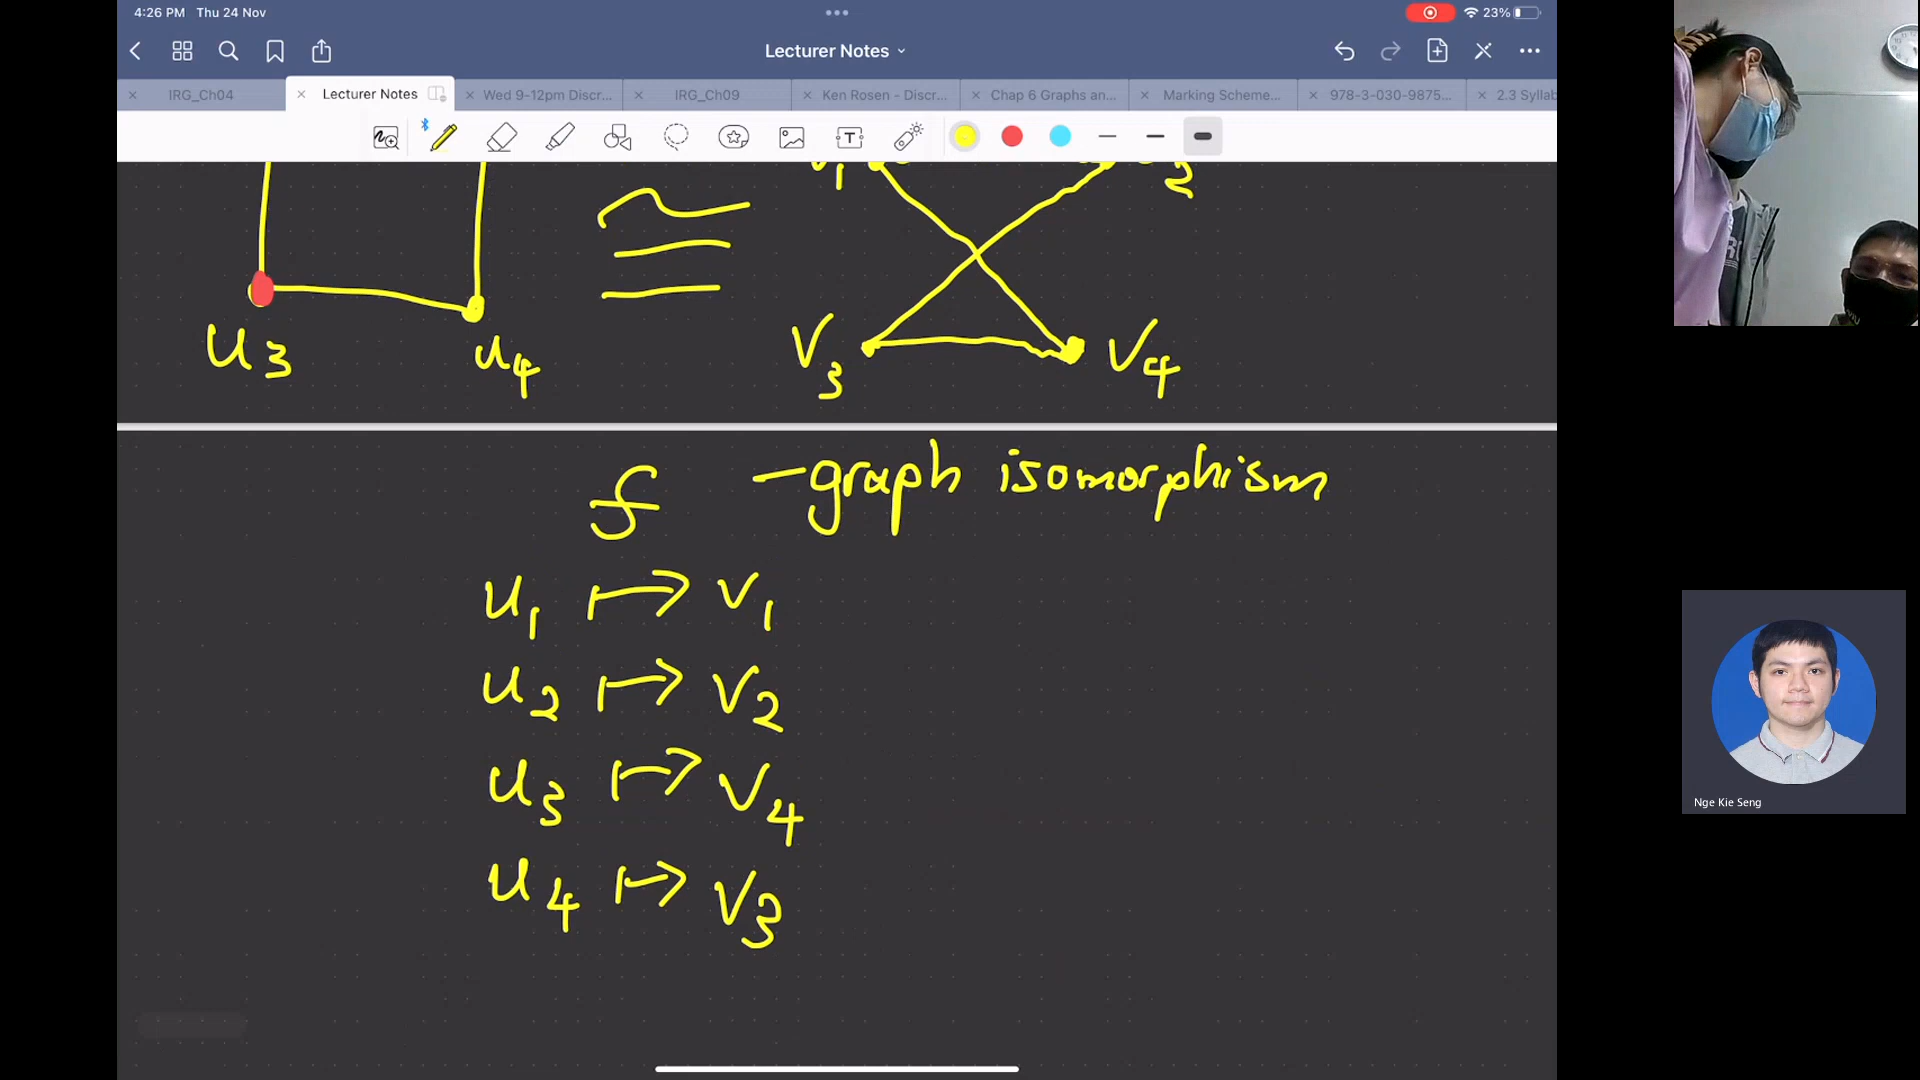 4:26 PM Thu 24 Nov
23%
Lecturer Notes
IRG_Ch04
Lecturer Notes
Wed 9-12pm Discr...
IRG_Ch09
Ken Rosen - Discr...
Chap 6 Graphs an...
Marking Scheme...
978-3-030-9875...
2.3 Syllab
T
V1
2
≅
u3
u4
V3
V4
f - graph isomorphism
u1 ↦ v1
u2 ↦ v2
u3 ↦ v4
u4 ↦ v3
Nge Kie Seng